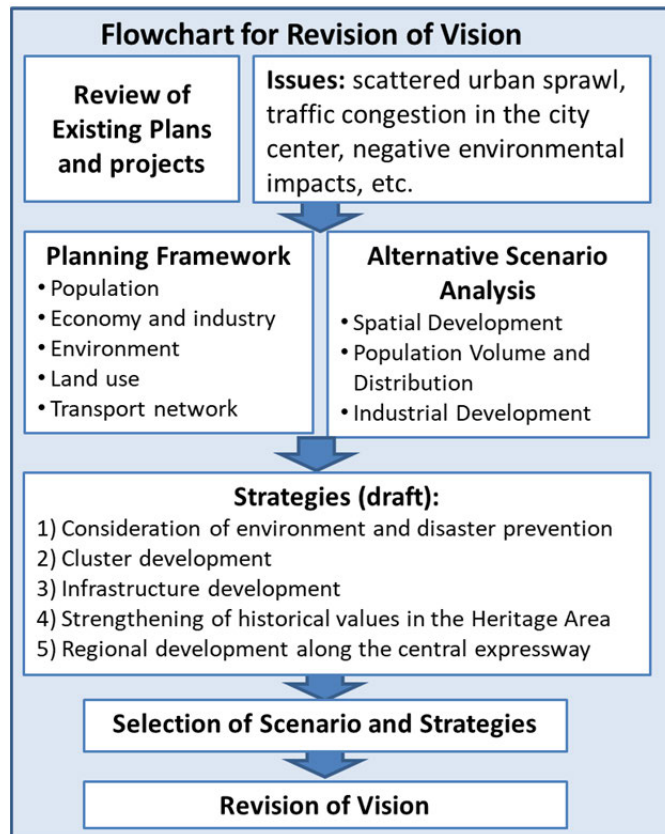 Flowchart for Revision of Vision
Review of
Existing Plans
and projects
Issues: scattered urban sprawl,
traffic congestion in the city
center, negative environmental
impacts, etc.
Planning Framework
• Population
• Economy and industry
• Environment
• Land use
• Transport network
Alternative Scenario
Analysis
• Spatial Development
• Population Volume and
Distribution
• Industrial Development
Strategies (draft):
1) Consideration of environment and disaster prevention
2) Cluster development
3) Infrastructure development
4) Strengthening of historical values in the Heritage Area
5) Regional development along the central expressway
Selection of Scenario and Strategies
Revision of Vision